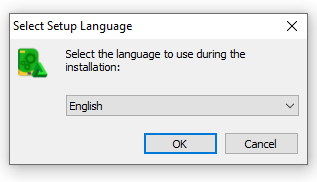 Select Setup Language
Select the language to use during the
installation:
English
OK
Cancel